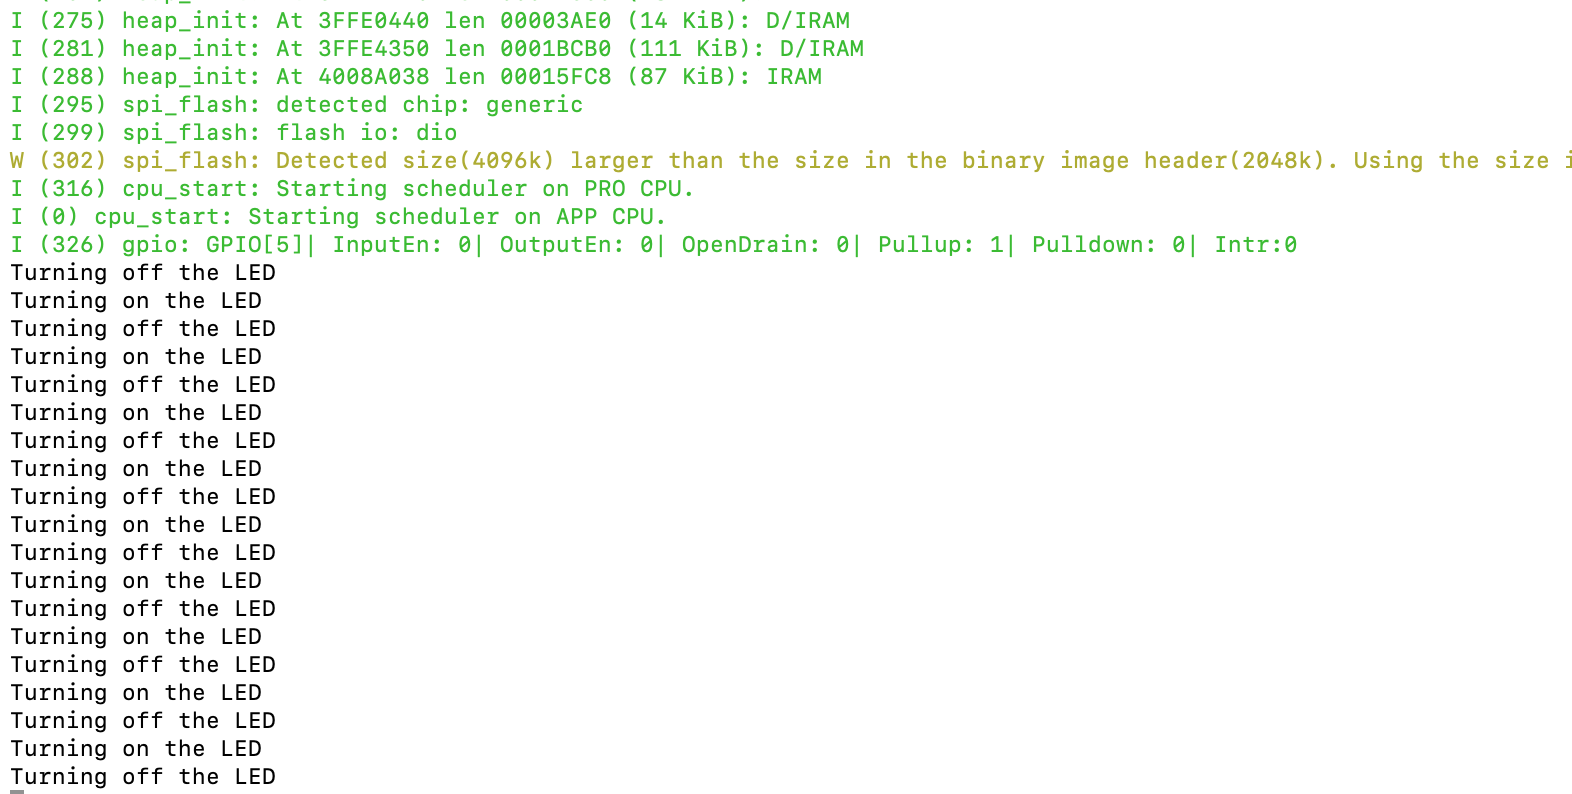 I (275) heap_init: At 3FFE0440 len 00003AE0 (14 KiB): D/IRAM
I (281) heap_init: At 3FFE4350 len 0001BCB0 (111 KiB): D/IRAM
I (288) heap_init: At 4008A038 len 00015FC8 (87 KiB): IRAM
I (295) spi_flash: detected chip: generic
I (299) spi_flash: flash io: dio
W (302) spi_flash: Detected size(4096k) larger than the size in the binary image header(2048k). Using the size
I (316) cpu_start: Starting scheduler on PRO CPU.
I (0) cpu_start: Starting scheduler on APP CPU.
I (326) gpio: GPIO[5]| InputEn: 0| OutputEn: 0| OpenDrain: 0| Pullup: 1| Pulldown: 0| Intr:0
Turning off the LED
Turning on the LED
Turning off the LED
Turning on the LED
Turning off the LED
Turning on the LED
Turning off the LED
Turning on the LED
Turning off the LED
Turning on the LED
Turning off the LED
Turning on the LED
Turning off the LED
Turning on the LED
Turning off the LED
Turning on the LED
Turning off the LED
Turning on the LED
Turning off the LED